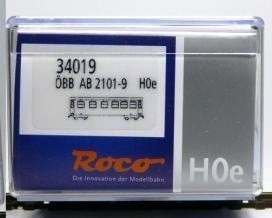 34019
ÖBB AB 2101-9 H0e
Roco
Die Innovation der Modellbahn.
H0e